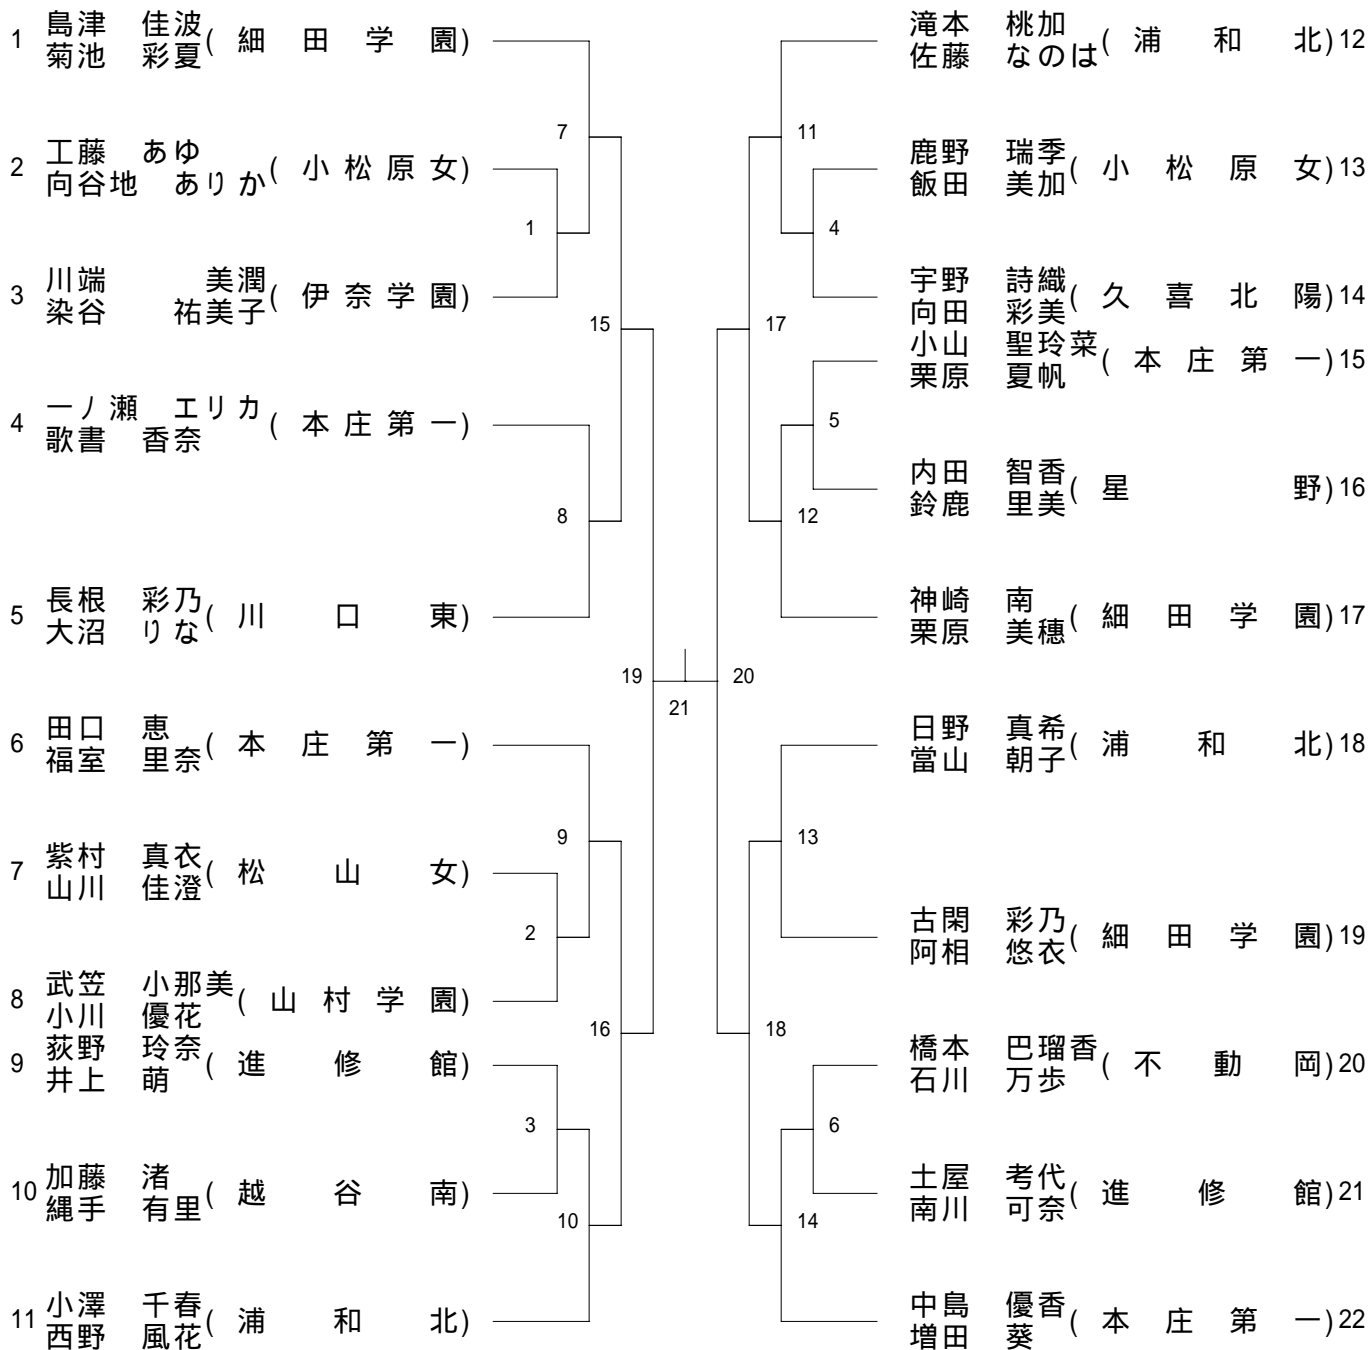 1 島津 佳波
菊池 彩夏 (細田学園)
2 工藤 あゆ
向谷地 ありか (小松原女)
3 川端 美潤
染谷 祐美子 (伊奈学園)
4 一ノ瀬 エリカ
歌書 香奈 (本庄第一)
5 長根 彩乃
大沼 りな (川口東)
6 田口 恵
福室 里奈 (本庄第一)
7 紫村 真衣
山川 佳澄 (松山女)
8 武笠 小那美
小川 優花 (山村学園)
9 荻野 玲奈
井上 萌 (進修館)
10 加藤 渚
縄手 有里 (越谷南)
11 小澤 千春
西野 風花 (浦和北)
7
1
15
8
19
9
2
16
3
10
21
20
11
4
17
5
12
13
18
6
14
滝本 桃加
佐藤 なのは (浦和北) 12
鹿野 瑞季
飯田 美加 (小松原女) 13
宇野 詩織
向田 彩美 (久喜北陽) 14
小山 聖玲菜
栗原 夏帆 (本庄第一) 15
内田 智香
鈴鹿 里美 (星野) 16
神崎 南
栗原 美穂 (細田学園) 17
日野 真希
當山 朝子 (浦和北) 18
古閑 彩乃
阿相 悠衣 (細田学園) 19
橋本 巴瑠香
石川 万歩 (不動岡) 20
土屋 考代
南川 可奈 (進修館) 21
中島 優香
増田 葵 (本庄第一) 22